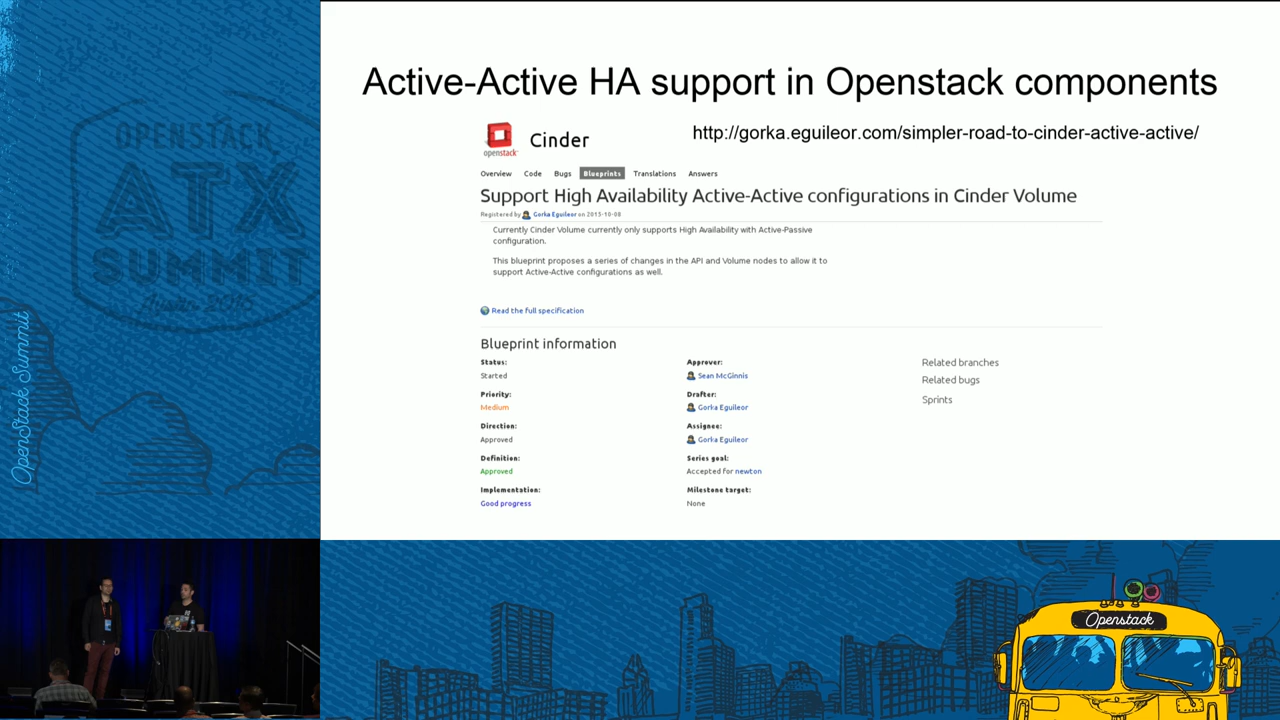 OPENSTACK
ATX
SUMMIT
Austin 2016
OpenStack Summit
Active-Active HA support in Openstack components
http://gorka.eguileor.com/simpler-road-to-cinder-active-active/
openstack
Cinder
Overview Code Bugs Blueprints Translations Answers
Support High Availability Active-Active configurations in Cinder Volume
Registered by Gorka Eguileor on 2015-10-08
Currently Cinder Volume currently only supports High Availability with Active-Passive
configuration.
This blueprint proposes a series of changes in the API and Volume nodes to allow it to
support Active-Active configurations as well.
Read the full specification
Blueprint information
Status:
Started
Priority:
Medium
Direction:
Approved
Definition:
Approved
Implementation:
Good progress
Approver:
Sean McGinnis
Drafter:
Gorka Eguileor
Assignee:
Gorka Eguileor
Series goal:
Accepted for newton
Milestone target:
None
Related branches
Related bugs
Sprints
Openstack